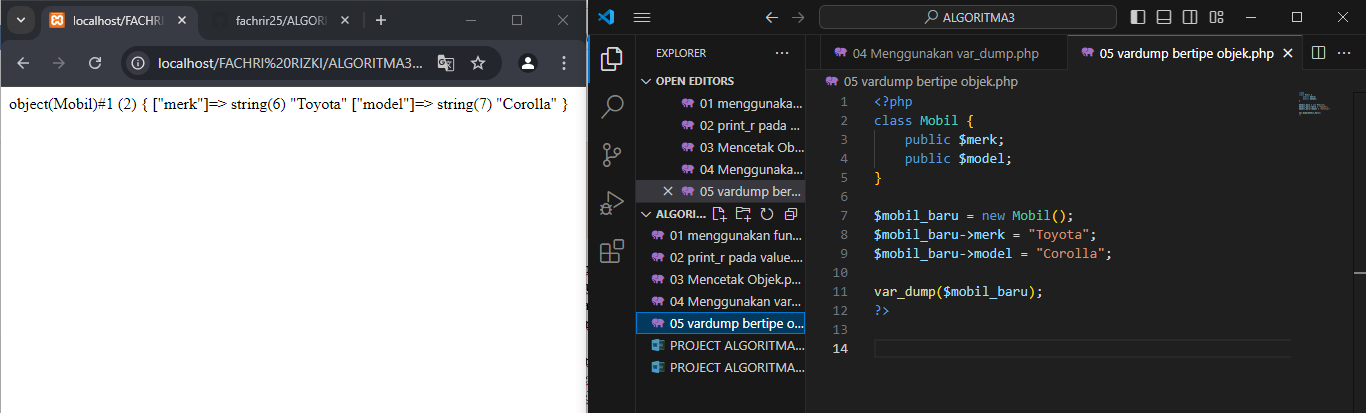 localhost/FACHRI
fachrir25/ALGORI
localhost/FACHRI%20RIZKI/ALGORITMA3...
object(Mobil)#1 (2) { ["merk"]=> string(6) "Toyota" ["model"]=> string(7) "Corolla" }
ALGORITMA3
EXPLORER
OPEN EDITORS
01 menggunaka...
02 print_r pada ...
03 Mencetak Ob...
04 Menggunaka...
05 vardump ber...
ALGORI...
01 menggunakan fun...
02 print_r pada value....
03 Mencetak Objek.p...
04 Menggunakan var...
05 vardump bertipe o...
PROJECT ALGORITMA...
PROJECT ALGORITMA...
04 Menggunakan var_dump.php
05 vardump bertipe objek.php
05 vardump bertipe objek.php
1 <?php
2 class Mobil {
3 public $merk;
4 public $model;
5 }
6
7 $mobil_baru = new Mobil();
8 $mobil_baru->merk = "Toyota";
9 $mobil_baru->model = "Corolla";
10
11 var_dump($mobil_baru);
12 ?>
13
14